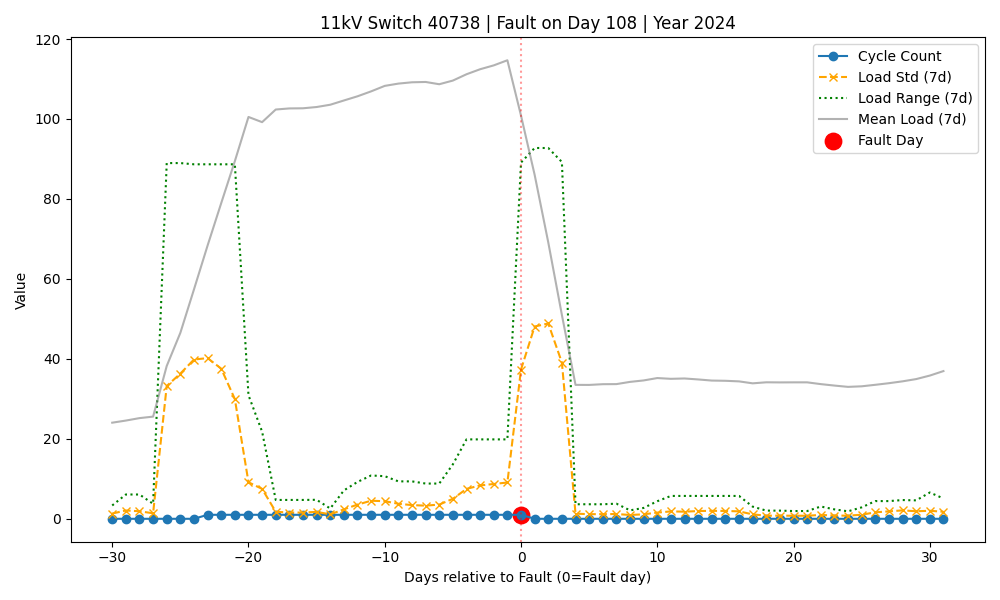 11kV Switch 40738 | Fault on Day 108 | Year 2024
120
100
80
60
40
20
0
Value
Cycle Count
Load Std (7d)
Load Range (7d)
Mean Load (7d)
Fault Day
−30 −20 −10 0 10 20 30
Days relative to Fault (0=Fault day)